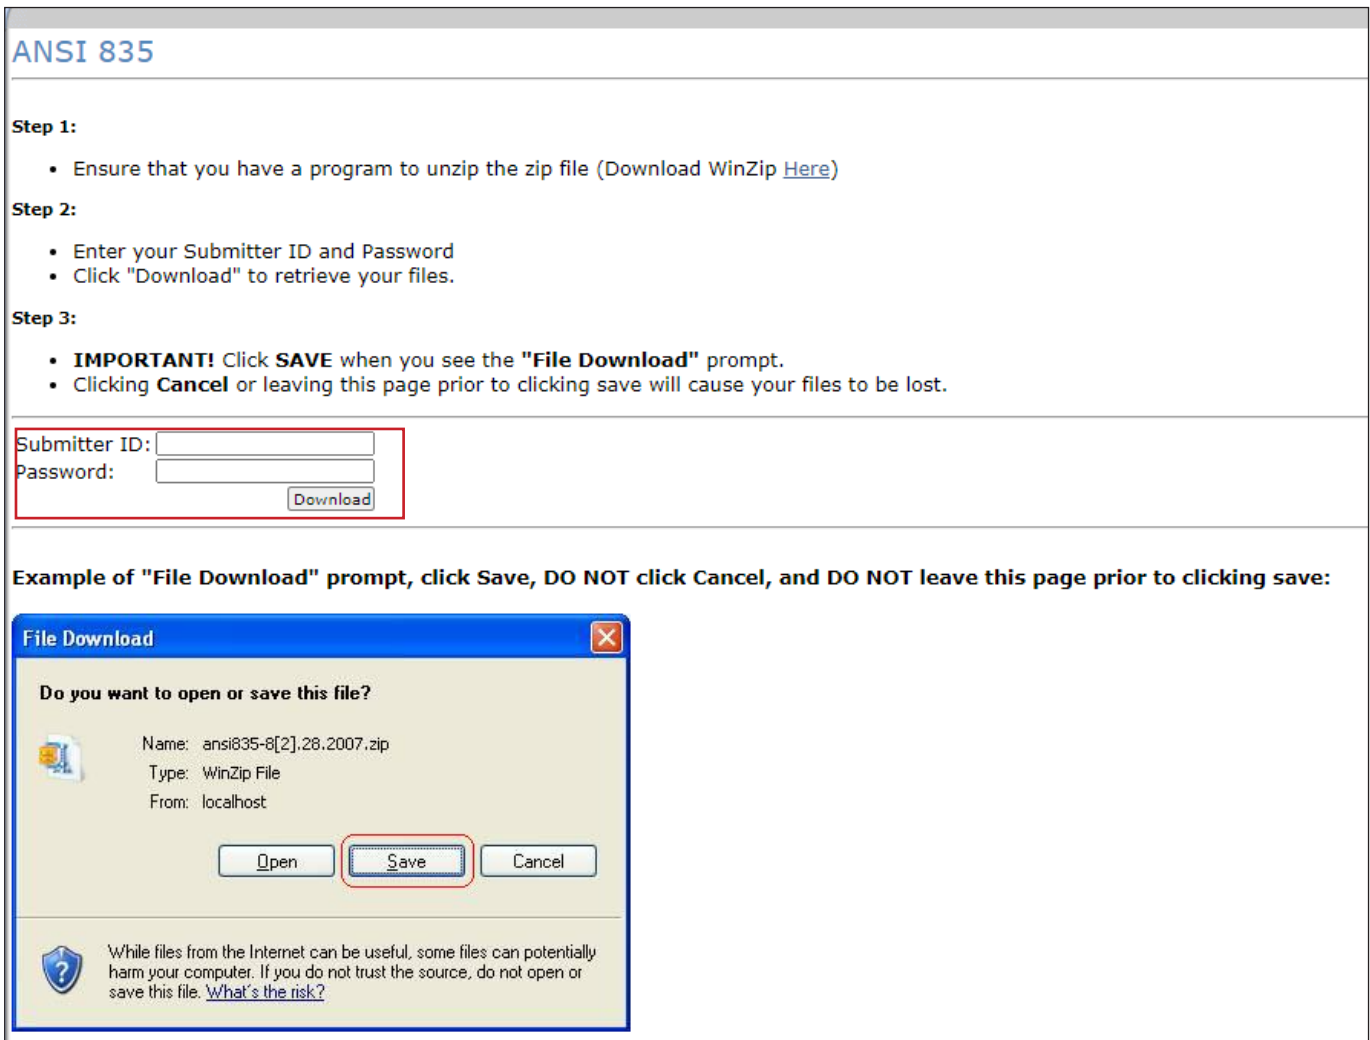 ANSI 835
Step 1:
• Ensure that you have a program to unzip the zip file (Download WinZip Here)
Step 2:
• Enter your Submitter ID and Password
• Click "Download" to retrieve your files.
Step 3:
• IMPORTANT! Click SAVE when you see the "File Download" prompt.
• Clicking Cancel or leaving this page prior to clicking save will cause your files to be lost.
Submitter ID:
Password:
Download
Example of "File Download" prompt, click Save, DO NOT click Cancel, and DO NOT leave this page prior to clicking save:
File Download
Do you want to open or save this file?
Name: ansi835-8[2].28.2007.zip
Type: WinZip File
From: localhost
Open Save Cancel
While files from the Internet can be useful, some files can potentially
harm your computer. If you do not trust the source, do not open or
save this file. What's the risk?